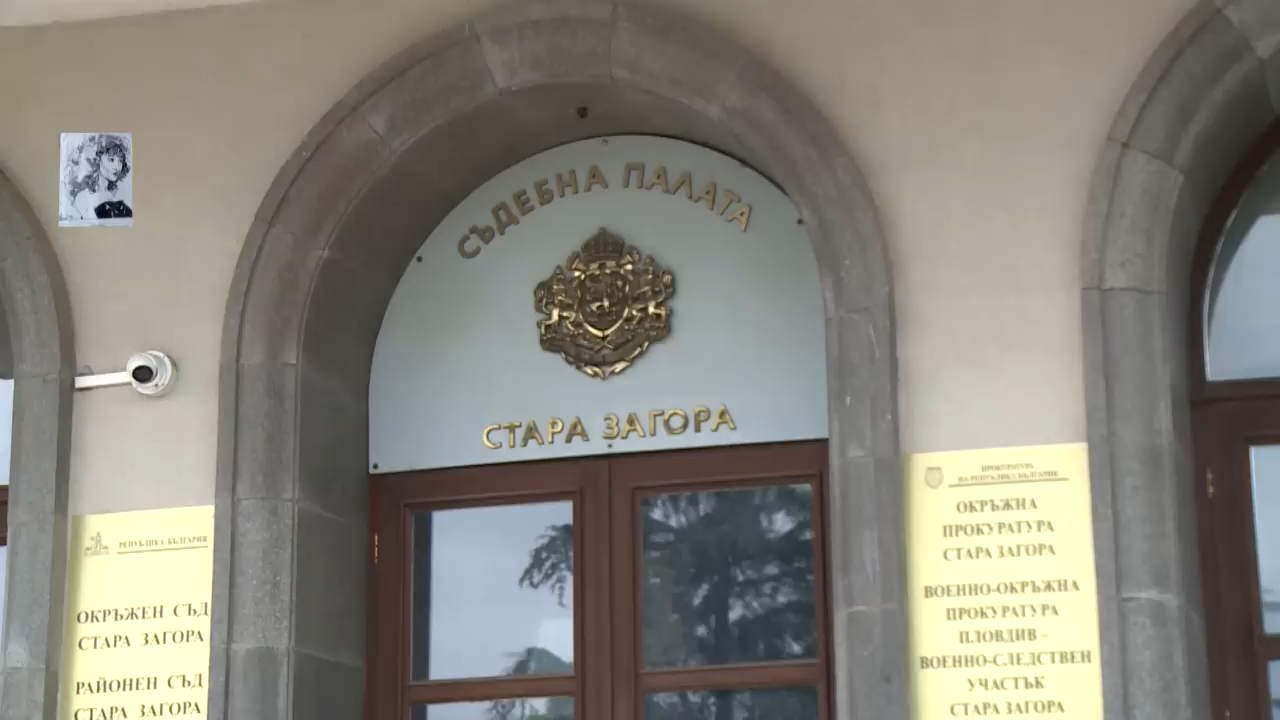 СЪДЕБНА ПАЛАТА
СТАРА ЗАГОРА
РЕПУБЛИКА БЪЛГАРИЯ
ОКРЪЖЕН СЪД
СТАРА ЗАГОРА
РАЙОНЕН СЪД
СТАРА ЗАГОРА
ПРОКУРАТУРА
НА РЕПУБЛИКА БЪЛГАРИЯ
ОКРЪЖНА
ПРОКУРАТУРА
СТАРА ЗАГОРА
ВОЕННО-ОКРЪЖНА
ПРОКУРАТУРА
ПЛОВДИВ –
ВОЕННО-СЛЕДСТВЕН
УЧАСТЪК
СТАРА ЗАГОРА